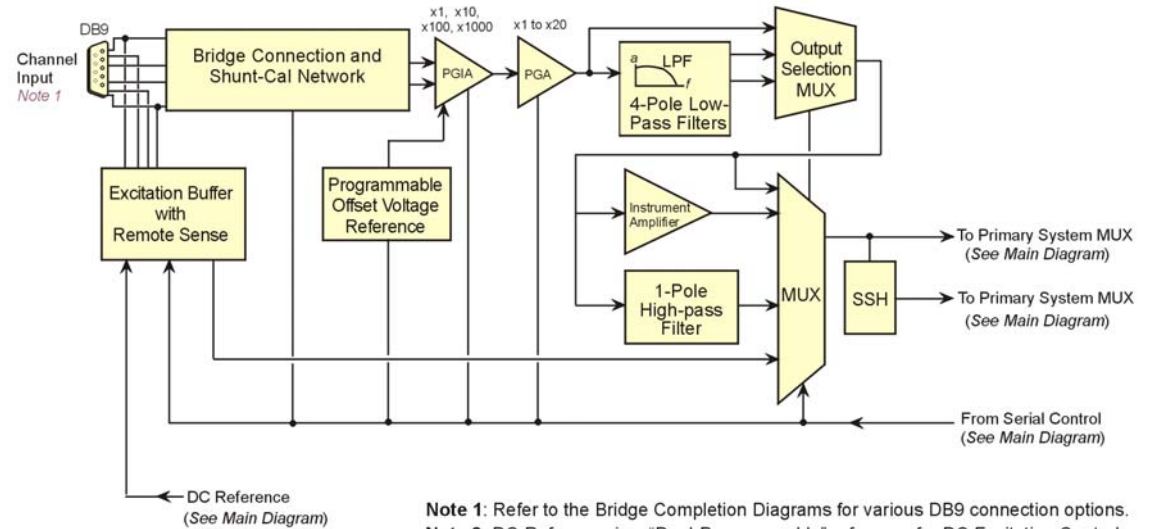 DB9
Channel
Input
Note 1
Bridge Connection and
Shunt-Cal Network
x1, x10,
x100, x1000
PGIA
x1 to x20
PGA
a
LPF
f
4-Pole Low-
Pass Filters
Output
Selection
MUX
Excitation Buffer
with
Remote Sense
Programmable
Offset Voltage
Reference
Instrument
Amplifier
1-Pole
High-pass
Filter
MUX
SSH
To Primary System MUX
(See Main Diagram)
To Primary System MUX
(See Main Diagram)
From Serial Control
(See Main Diagram)
DC Reference
(See Main Diagram)
Note 1: Refer to the Bridge Completion Diagrams for various DB9 connection options.